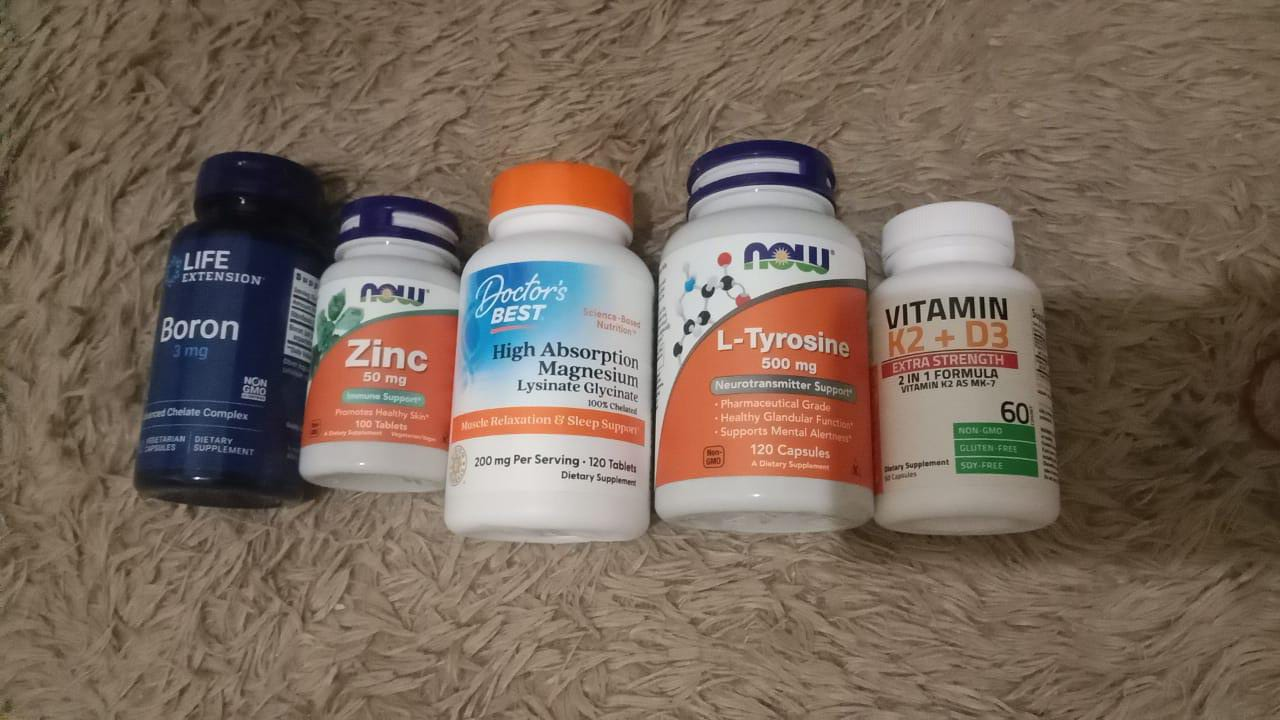 LIFE
EXTENSION
Boron
3 mg
NON
GMO
Chelate Complex
VEGETARIAN
CAPSULES
DIETARY
SUPPLEMENT
NOW
Zinc
50 mg
Immune Support*
Promotes Healthy Skin*
100 Tablets
A Dietary Supplement Vegetarian/Vegan
Doctor's
BEST
Science-Based
Nutrition™
High Absorption
Magnesium
Lysinate Glycinate
100% Chelated
Muscle Relaxation & Sleep Support*
200 mg Per Serving • 120 Tablets
Dietary Supplement
NOW
L-Tyrosine
500 mg
Neurotransmitter Support*
• Pharmaceutical Grade
• Healthy Glandular Function*
• Supports Mental Alertness*
Non-
GMO
120 Capsules
A Dietary Supplement
VITAMIN
K2 + D3
EXTRA STRENGTH
2 IN 1 FORMULA
VITAMIN K2 AS MK-7
60
NON-GMO
GLUTEN-FREE
SOY-FREE
Dietary Supplement
60 Capsules